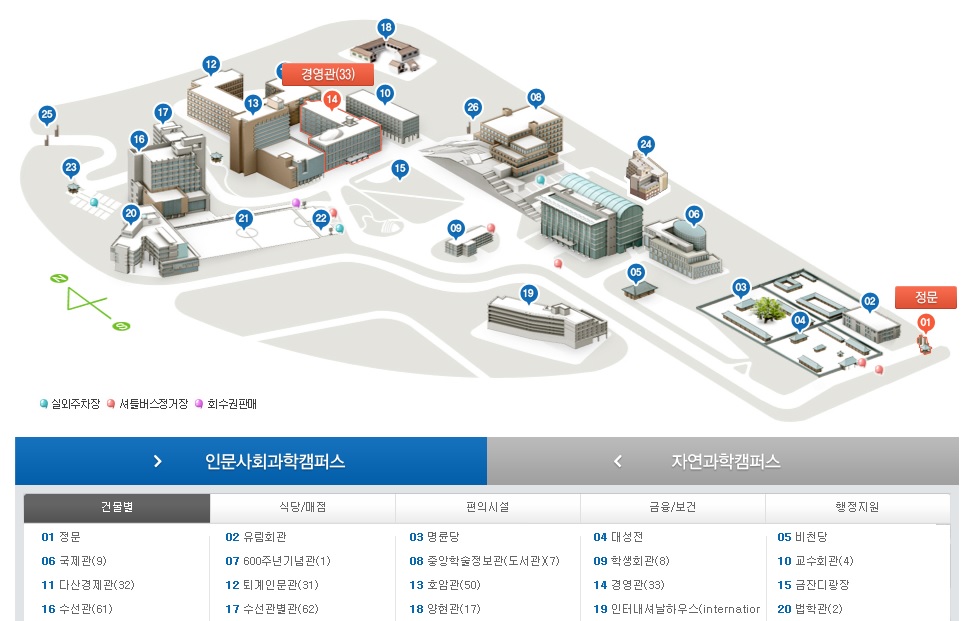 18
12
경영관(33)
10
14
13
17
26
08
25
16
24
23
15
20
21
22
09
06
05
19
03
02
정문
04
01
N
S
실외주차장 셔틀버스정거장 회수권판매
인문사회과학캠퍼스 자연과학캠퍼스
건물별 식당/매점 편의시설 금융/보건 행정지원
01 정문 02 유림회관 03 명륜당 04 대성전 05 비천당
06 국제관(9) 07 600주년기념관(1) 08 중앙학술정보관(도서관)(7) 09 학생회관(8) 10 교수회관(4)
11 다산경제관(32) 12 퇴계인문관(31) 13 호암관(50) 14 경영관(33) 15 금잔디광장
16 수선관(61) 17 수선관별관(62) 18 양현관(17) 19 인터내셔날하우스(internation 20 법학관(2)